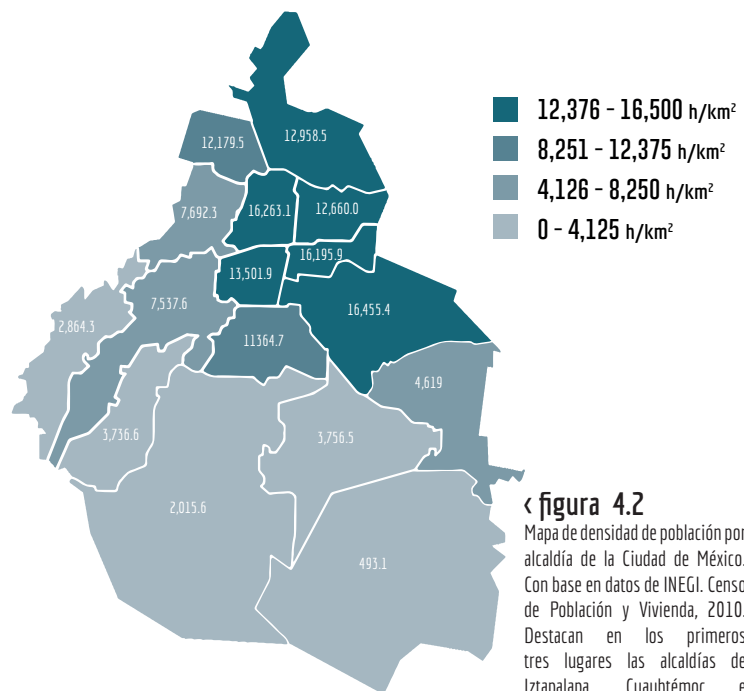 12,376 - 16,500 h/km²
8,251 - 12,375 h/km²
4,126 - 8,250 h/km²
0 - 4,125 h/km²
12,958.5
12,179.5
7,692.3
16,263.1
12,660.0
16,195.9
13,501.9
7,537.6
16,455.4
2,864.3
11364.7
4,619
3,736.6
3,756.5
2,015.6
493.1
‹ figura 4.2
Mapa de densidad de población por
alcaldía de la Ciudad de México.
Con base en datos de INEGI. Censo
de Población y Vivienda, 2010.
Destacan en los primeros
tres lugares las alcaldías de
Iztapalapa, Cuauhtémoc e